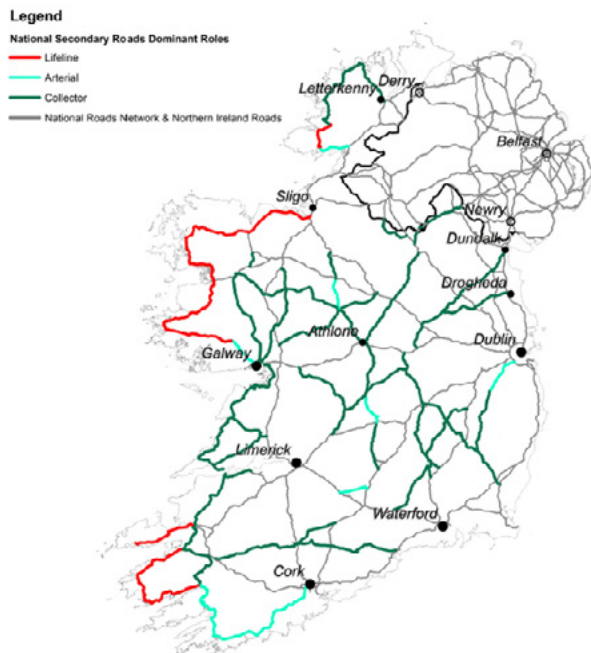 Legend
National Secondary Roads Dominant Roles
Lifeline
Arterial
Collector
National Roads Network & Northern Ireland Roads
Derry
Letterkenny
Belfast
Sligo
Newry
Dundalk
Drogheda
Athlone
Dublin
Galway
Limerick
Waterford
Cork